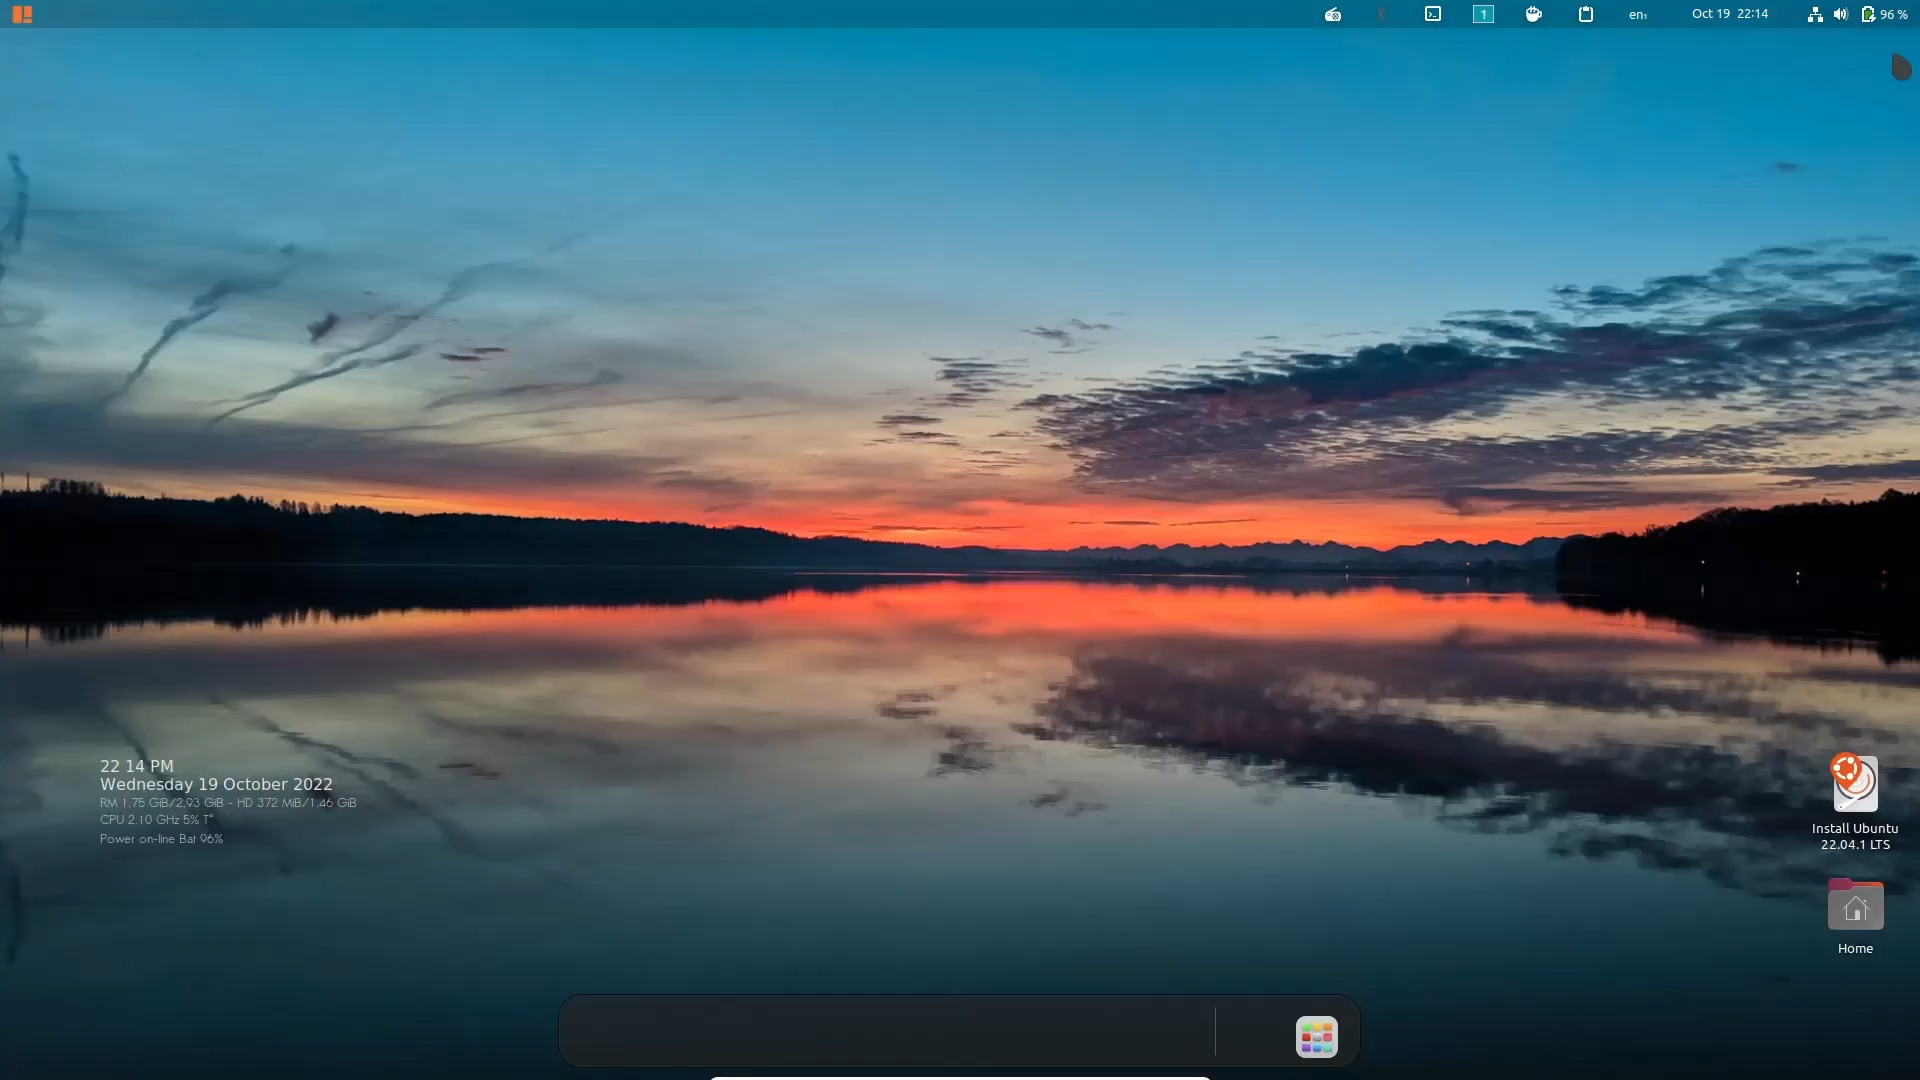 1
en₁
Oct 19 22:14
96 %
22 14 PM
Wednesday 19 October 2022
RM 1.75 GiB/2.93 GiB - HD 372 MiB/1.46 GiB
CPU 2.10 GHz 5% T°
Power on-line Bat 96%
Install Ubuntu
22.04.1 LTS
Home